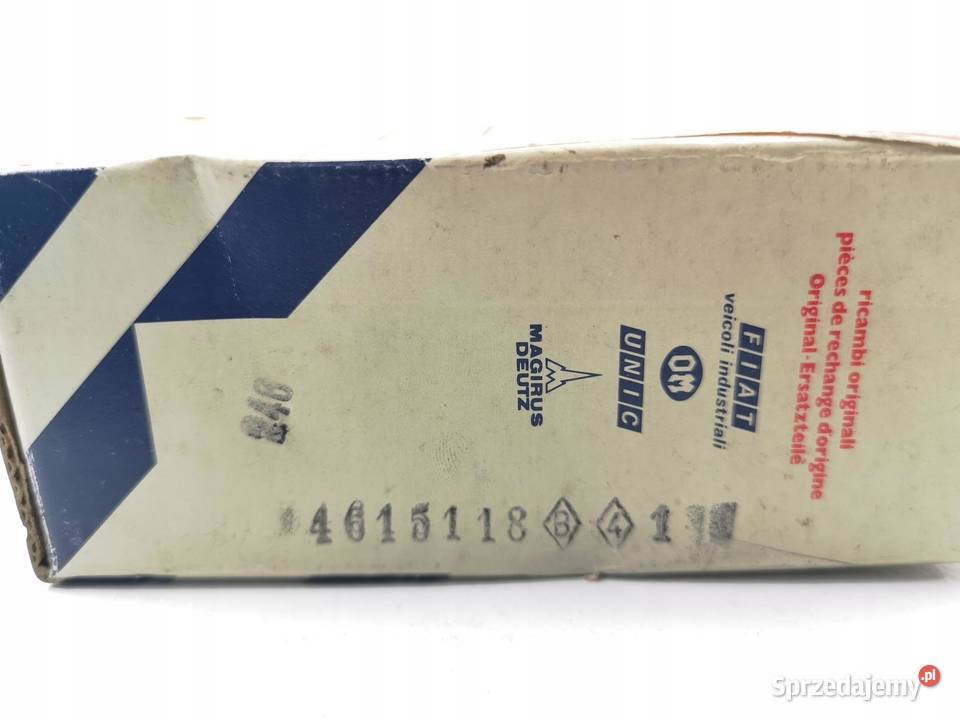 ricambi originali
pièces de rechange d'origine
Original-Ersatzteile
FIAT
veicoli industriali
OM
UNIC
MAGIRUS
DEUTZ
246
4615118 B 4 1
Sprzedajemy.pl